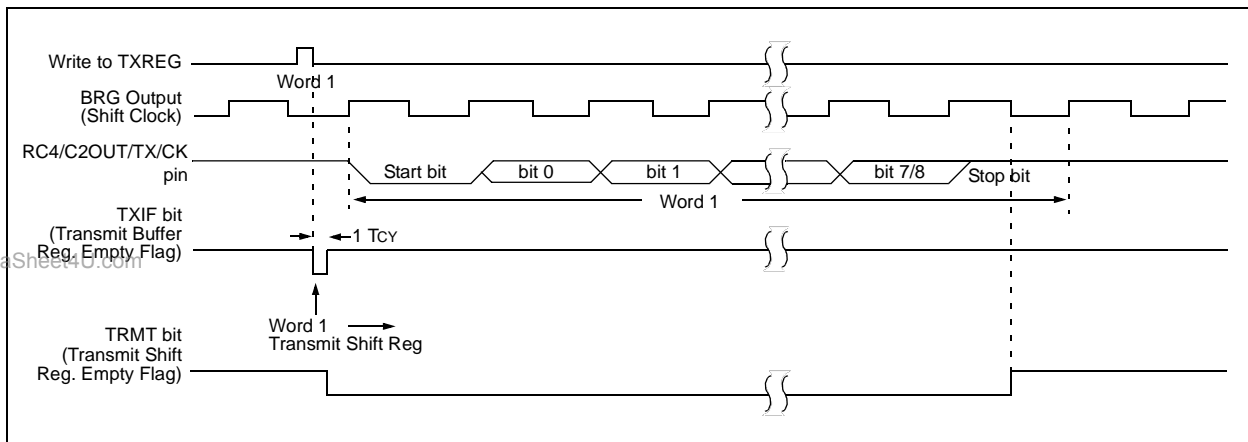 Write to TXREG
Word 1
BRG Output
(Shift Clock)
RC4/C2OUT/TX/CK
pin
Start bit
bit 0
bit 1
bit 7/8
Stop bit
Word 1
TXIF bit
(Transmit Buffer
Reg. Empty Flag)
1 TCY
aSheet4U.com
Word 1
Transmit Shift Reg
TRMT bit
(Transmit Shift
Reg. Empty Flag)